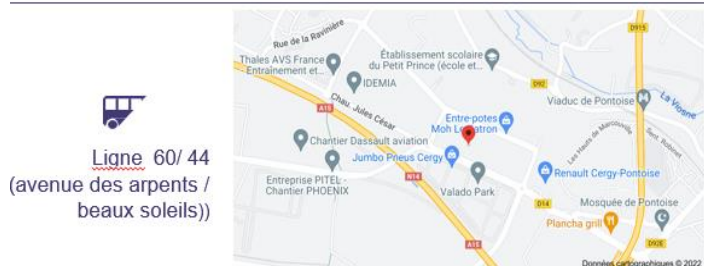 Ligne 60/ 44
(avenue des arpents /
beaux soleils))
Rue de la Ravinière
Thales AVS France
Entraînement et...
Établissement scolaire
du Petit Prince (école et...
IDEMIA
D915
D92
Viaduc de Pontoise
La Viosne
A15
Chau. Jules César
Entre-potes
Chantier Dassault aviation
Jumbo Pneus Cergy
Les Hauts de Marcouville
Sent. Robinet
N14
Entreprise PITEL -
Chantier PHOENIX
Valado Park
Renault Cergy-Pontoise
D14
Mosquée de Pontoise
Plancha grill
A15
D92E
Données cartographiques © 2022